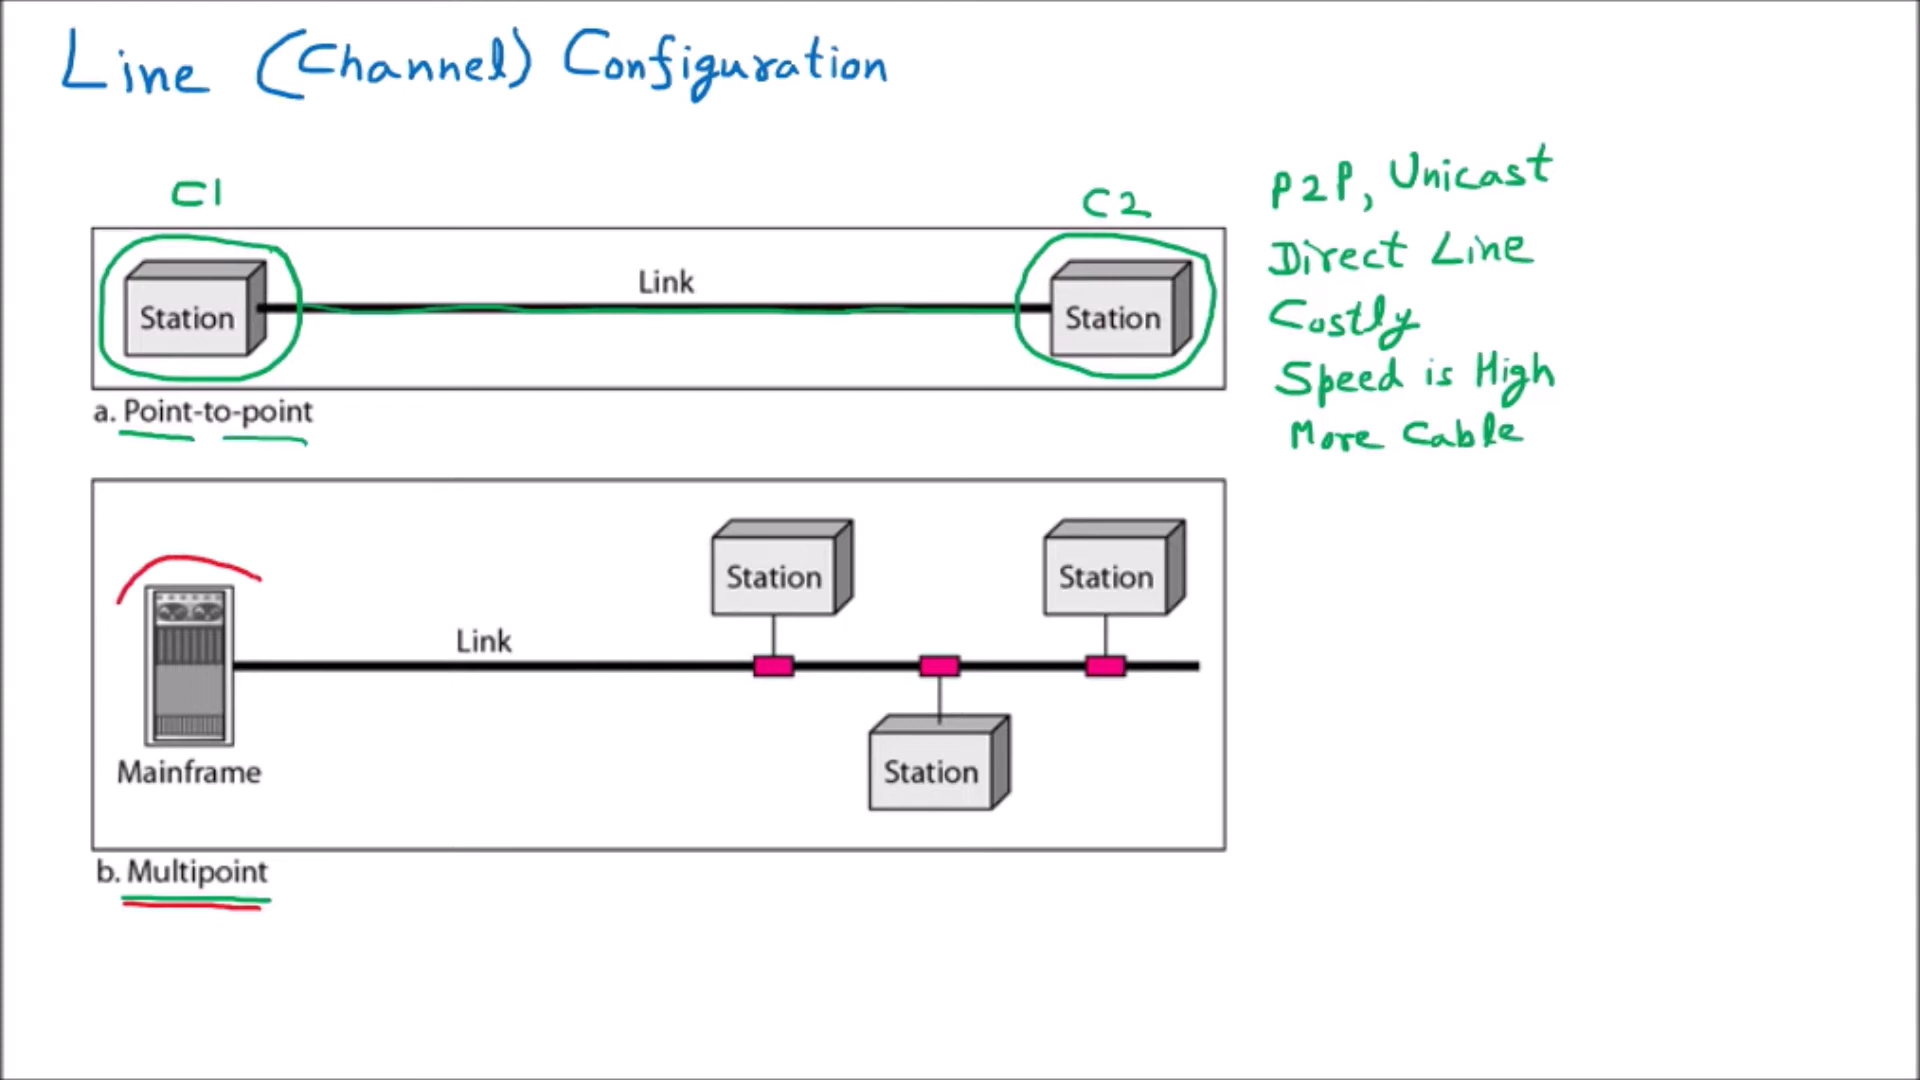 Line (Channel) Configuration
C1
C2
Link
Station
Station
a. Point-to-point
P2P, Unicast
Direct Line
Costly
Speed is High
More Cable
Station
Station
Link
Station
Mainframe
b. Multipoint